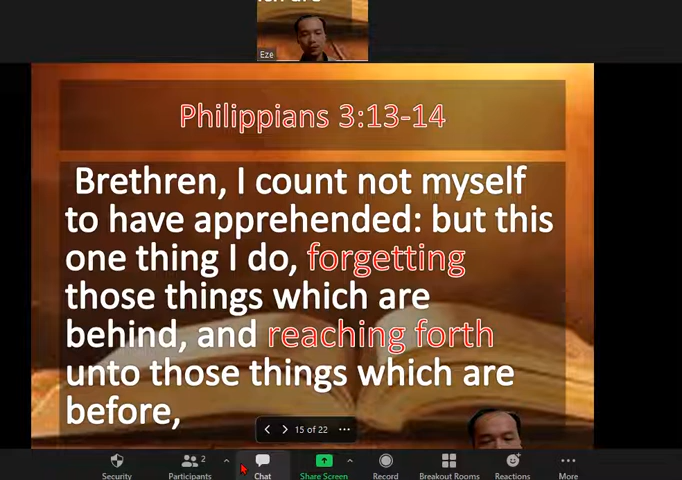 Eze
Philippians 3:13-14
Brethren, I count not myself
to have apprehended: but this
one thing I do, forgetting
those things which are
behind, and reaching forth
unto those things which are
before,
15 of 22
2
Security
Participants
Chat
Share Screen
Record
Breakout Rooms
Reactions
More